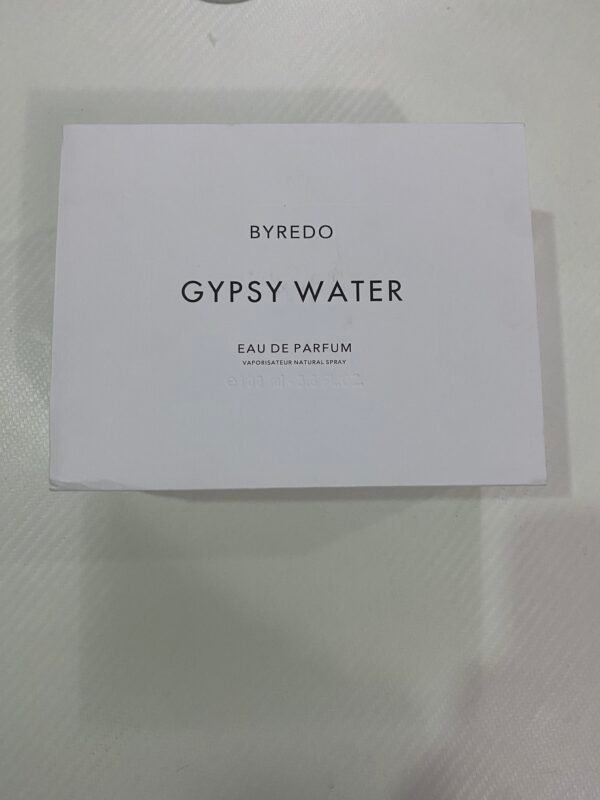 BYREDO
GYPSY WATER
EAU DE PARFUM
VAPORISATEUR NATURAL SPRAY